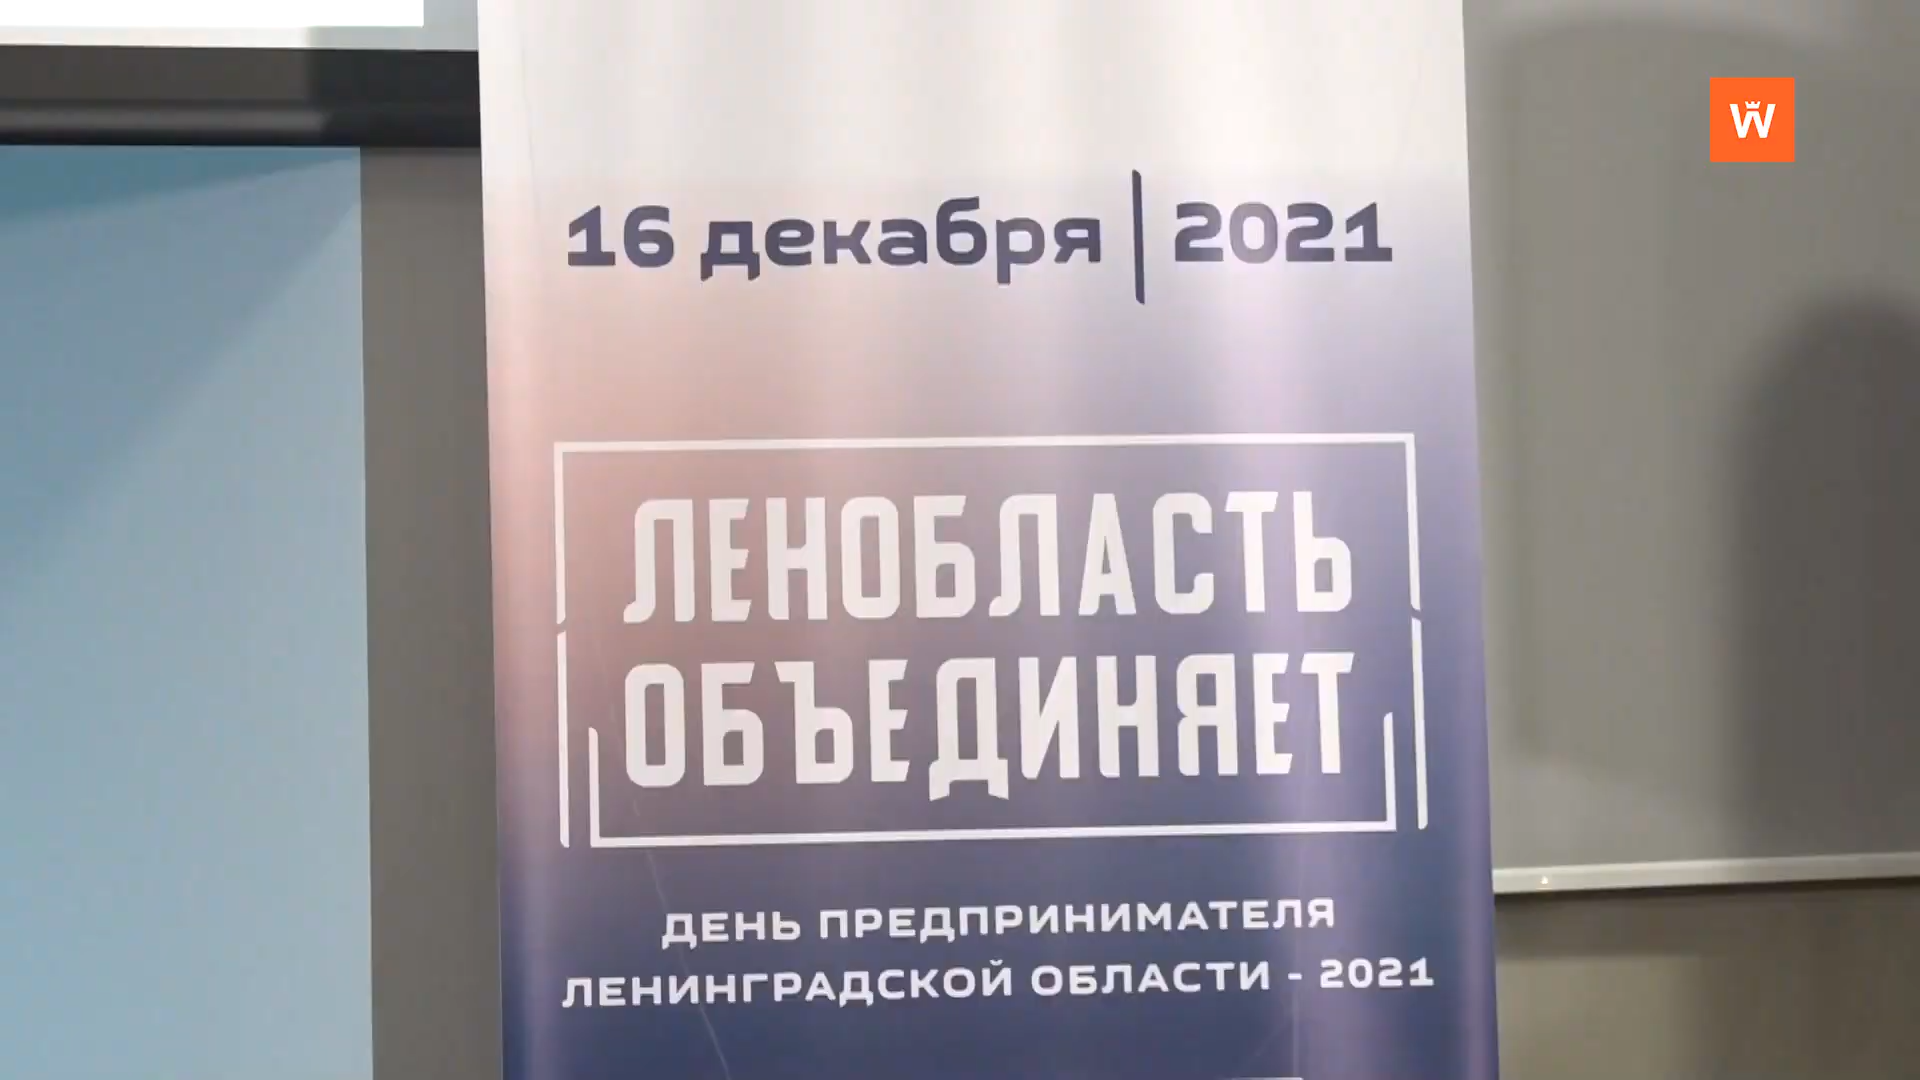 W
16 декабря | 2021
ЛЕНОБЛАСТЬ
ОБЪЕДИНЯЕТ
ДЕНЬ ПРЕДПРИНИМАТЕЛЯ
ЛЕНИНГРАДСКОЙ ОБЛАСТИ - 2021